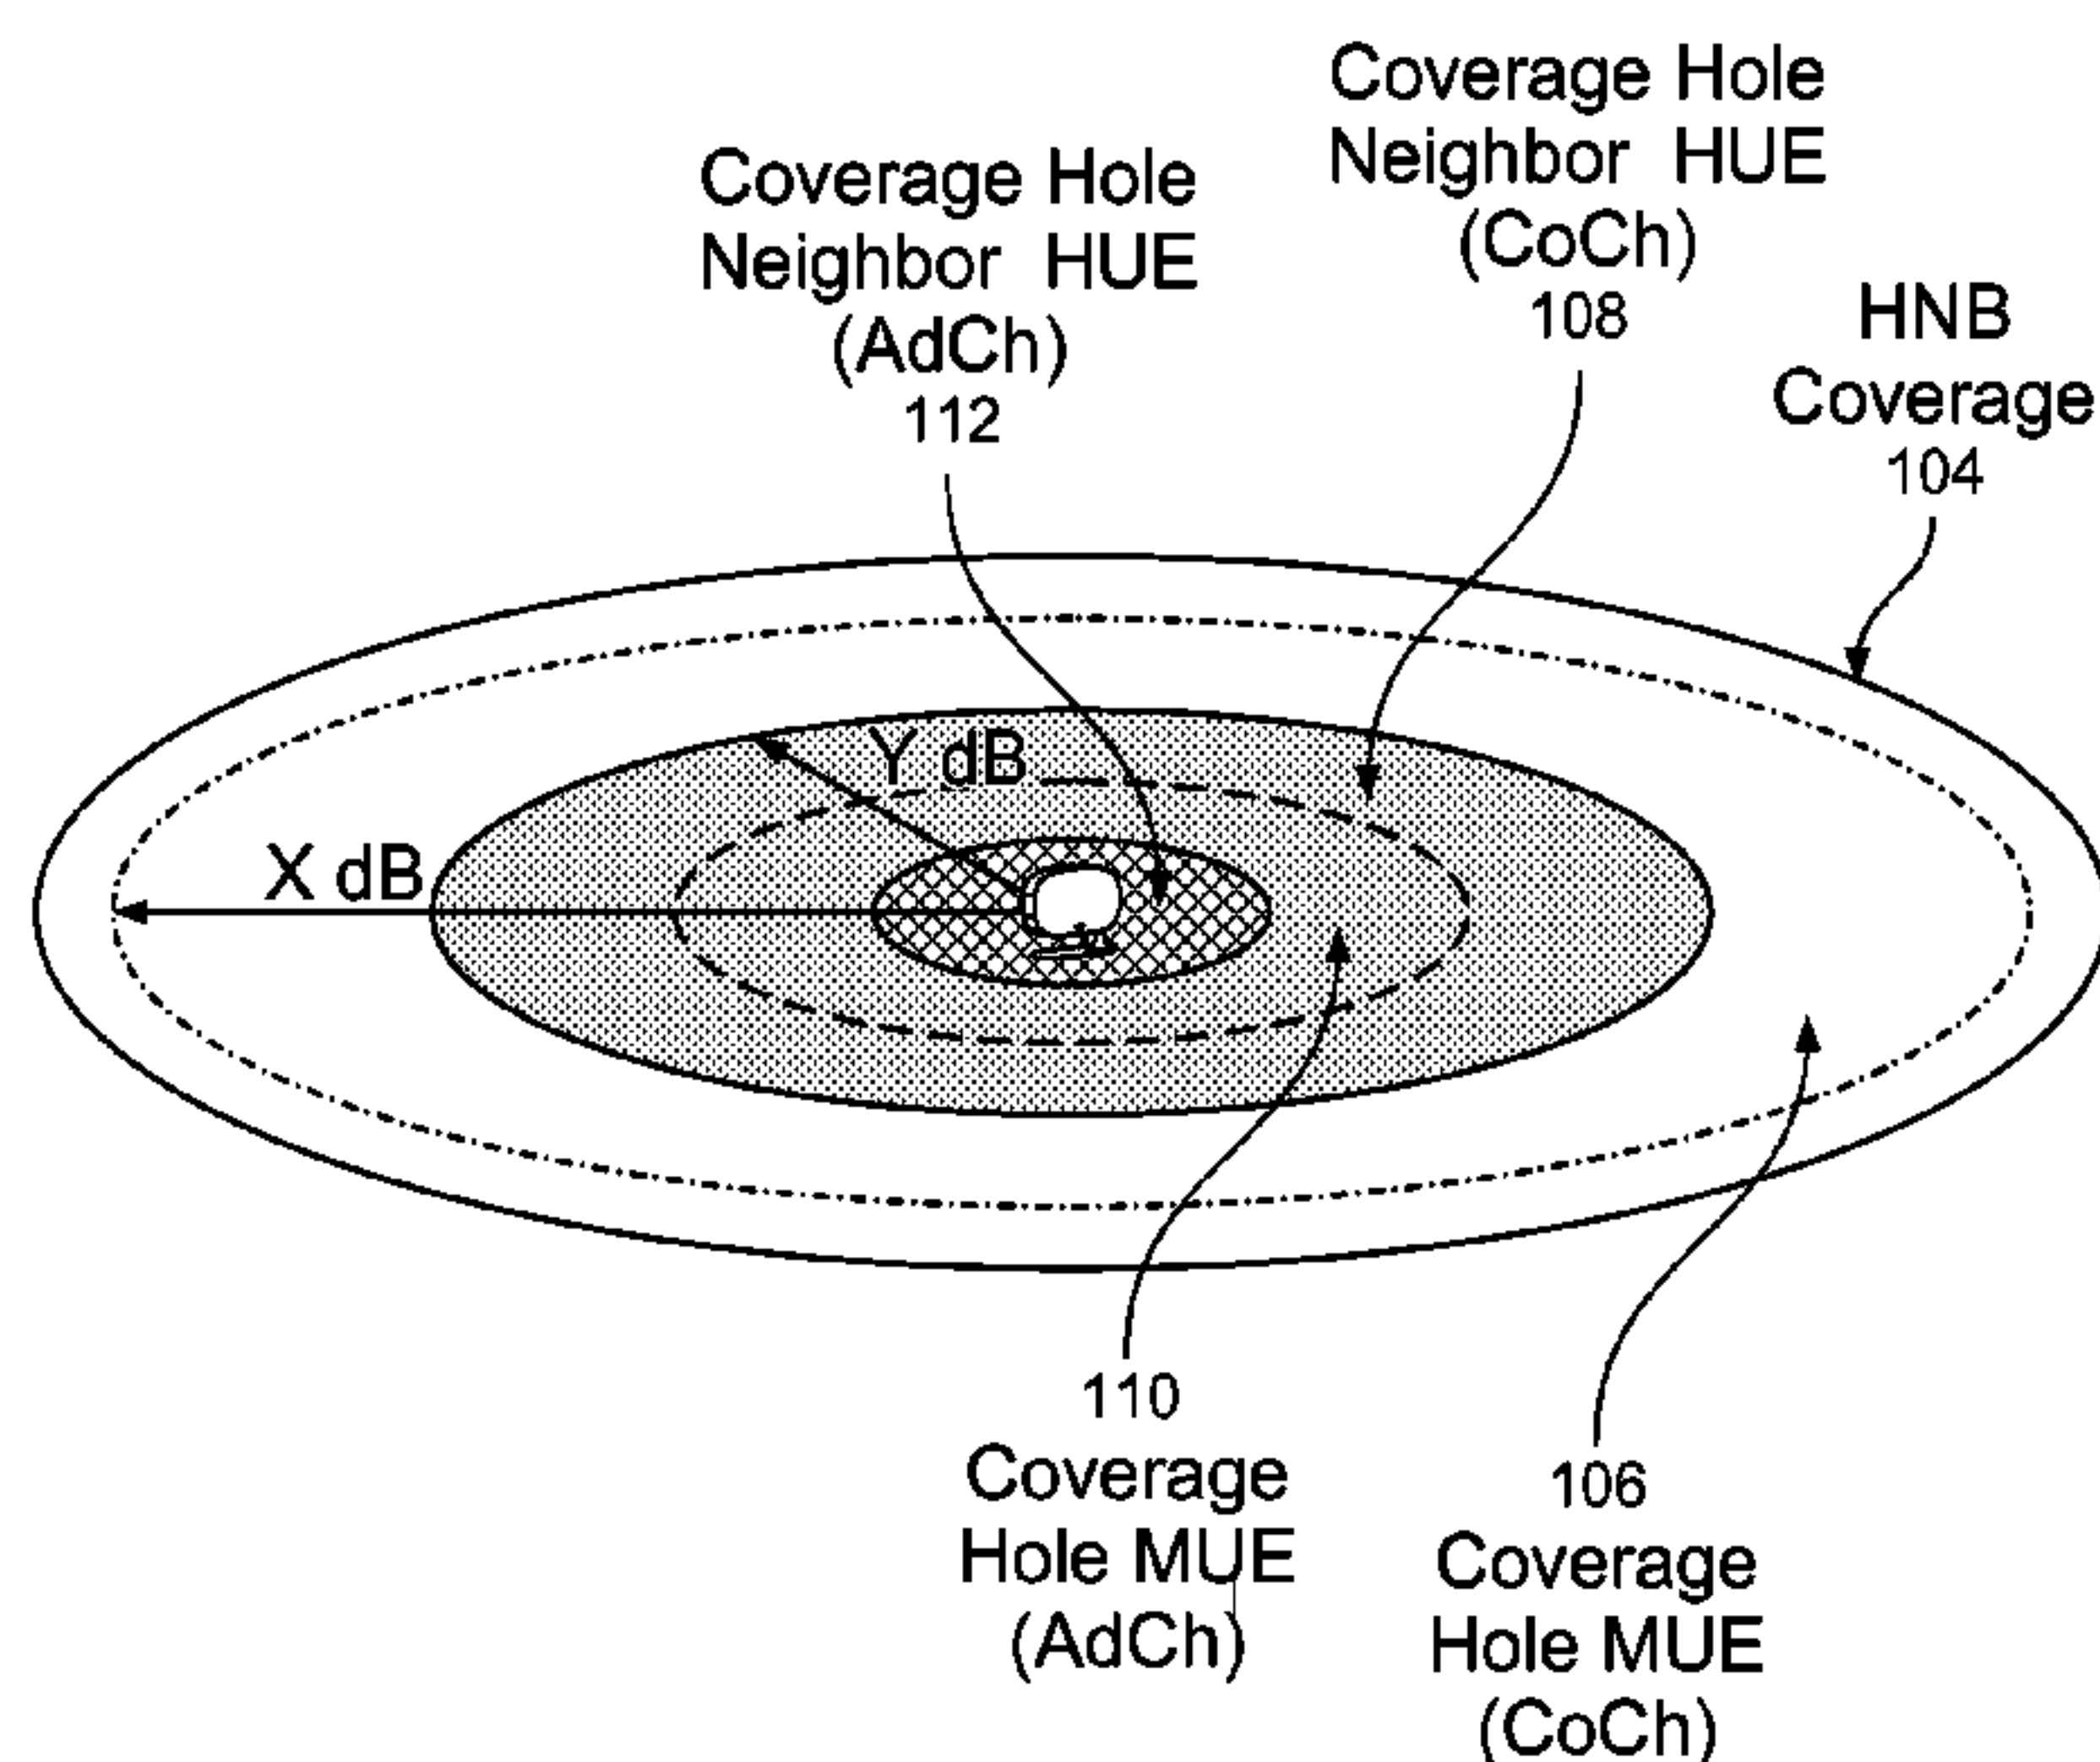 Coverage Hole
Neighbor HUE
(CoCh)
108
Coverage Hole
Neighbor HUE
(AdCh)
112
HNB
Coverage
104
Y dB
X dB
110
Coverage
Hole MUE
(AdCh)
106
Coverage
Hole MUE
(CoCh)